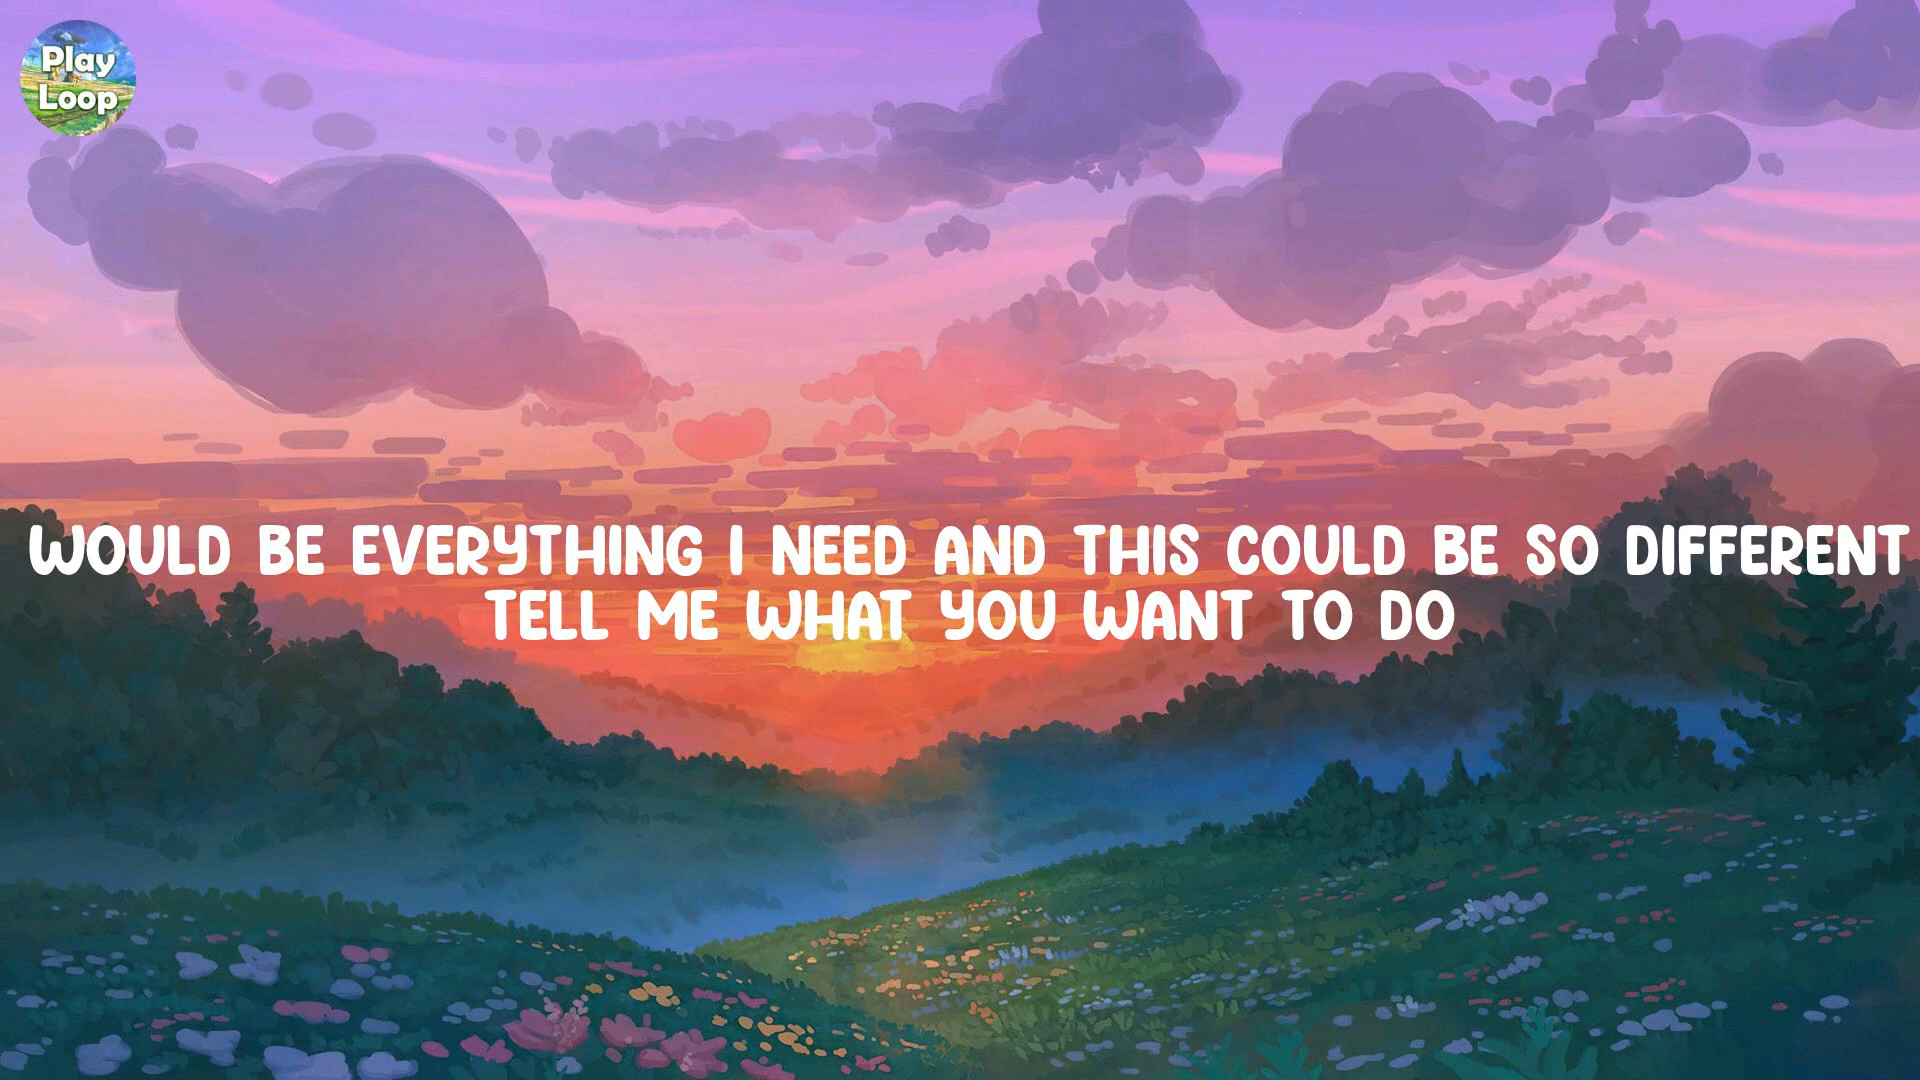 Play
Loop
WOULD BE EVERYTHING I NEED AND THIS COULD BE SO DIFFERENT
TELL ME WHAT YOU WANT TO DO